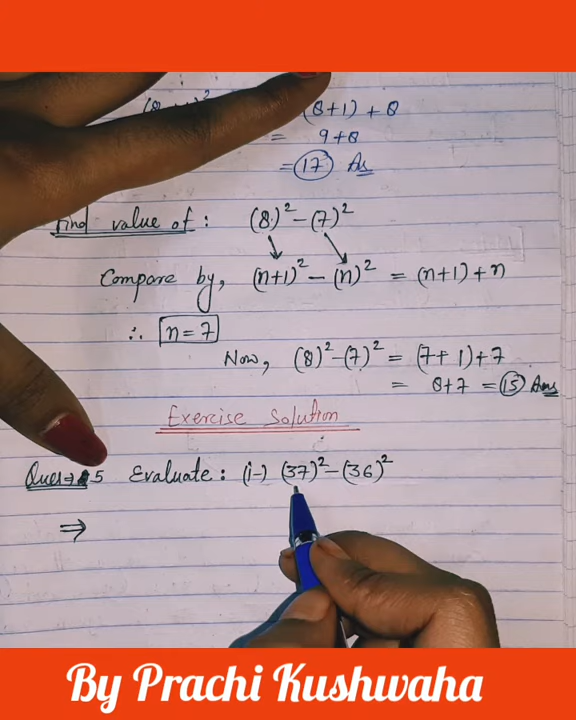 (8+1) + 8
= 9+8
= 17 As
Find value of : (8)² – (7)²
Compare by, (n+1)² – (n)² = (n+1) + n
∴ n = 7
Now, (8)² – (7)² = (7+1)+7
= 8+7 = 15 Ans
Exercise Solution
Ques→ 5 Evaluate : (i–) (37)² – (36)²
⇒
By Prachi Kushwaha